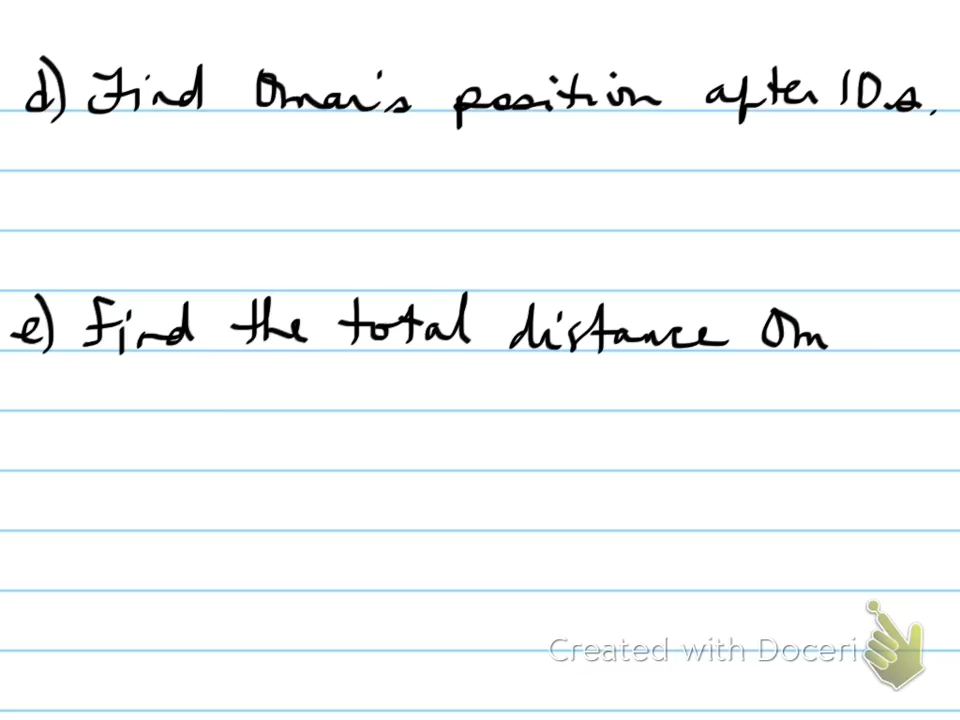 d) Find Omar's position after 10 s.
e) Find the total distance Om
Created with Doceri